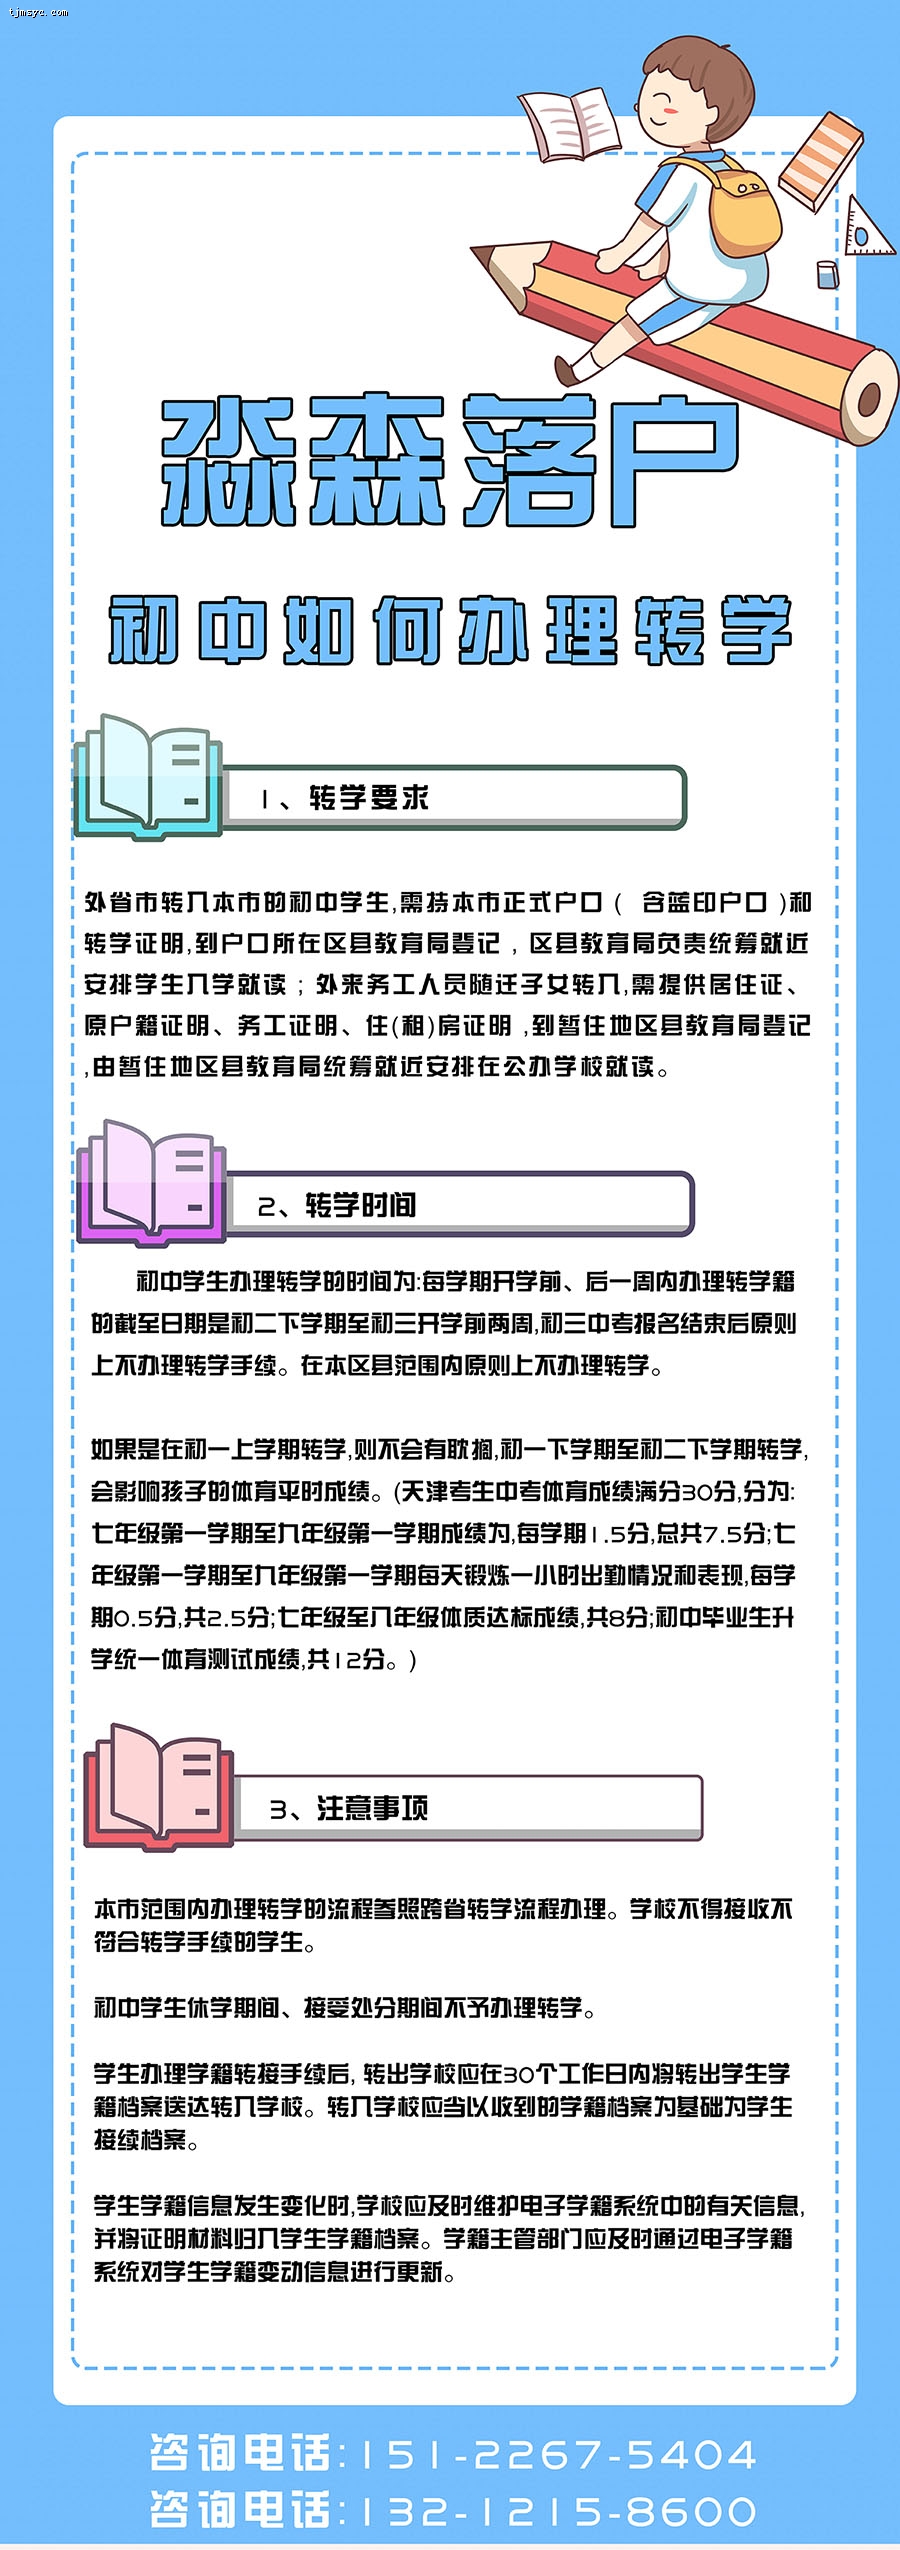 tjmsyc.com
淼森落户
初中如何办理转学
1、转学要求
外省市转入本市的初中学生,需持本市正式户口( 含蓝印户口 )和
转学证明,到户口所在区县教育局登记，区县教育局负责统筹就近
安排学生入学就读；外来务工人员随迁子女转入,需提供居住证、
原户籍证明、务工证明、住(租)房证明 ,到暂住地区县教育局登记
,由暂住地区县教育局统筹就近安排在公办学校就读。
2、转学时间
初中学生办理转学的时间为:每学期开学前、后一周内办理转学籍
的截至日期是初二下学期至初三开学前两周,初三中考报名结束后原则
上不办理转学手续。在本区县范围内原则上不办理转学。
如果是在初一上学期转学,则不会有耽搁,初一下学期至初二下学期转学,
会影响孩子的体育平时成绩。(天津考生中考体育成绩满分30分,分为:
七年级第一学期至九年级第一学期成绩为,每学期1.5分,总共7.5分;七
年级第一学期至九年级第一学期每天锻炼一小时出勤情况和表现,每学
期0.5分,共2.5分;七年级至八年级体质达标成绩,共8分;初中毕业生升
学统一体育测试成绩,共12分。)
3、注意事项
本市范围内办理转学的流程参照跨省转学流程办理。学校不得接收不
符合转学手续的学生。
初中学生休学期间、接受处分期间不予办理转学。
学生办理学籍转接手续后, 转出学校应在30个工作日内将转出学生学
籍档案送达转入学校。转入学校应当以收到的学籍档案为基础为学生
接续档案。
学生学籍信息发生变化时,学校应及时维护电子学籍系统中的有关信息,
并将证明材料归入学生学籍档案。学籍主管部门应及时通过电子学籍
系统对学生学籍变动信息进行更新。
咨询电话:151-2267-5404
咨询电话:132-1215-8600